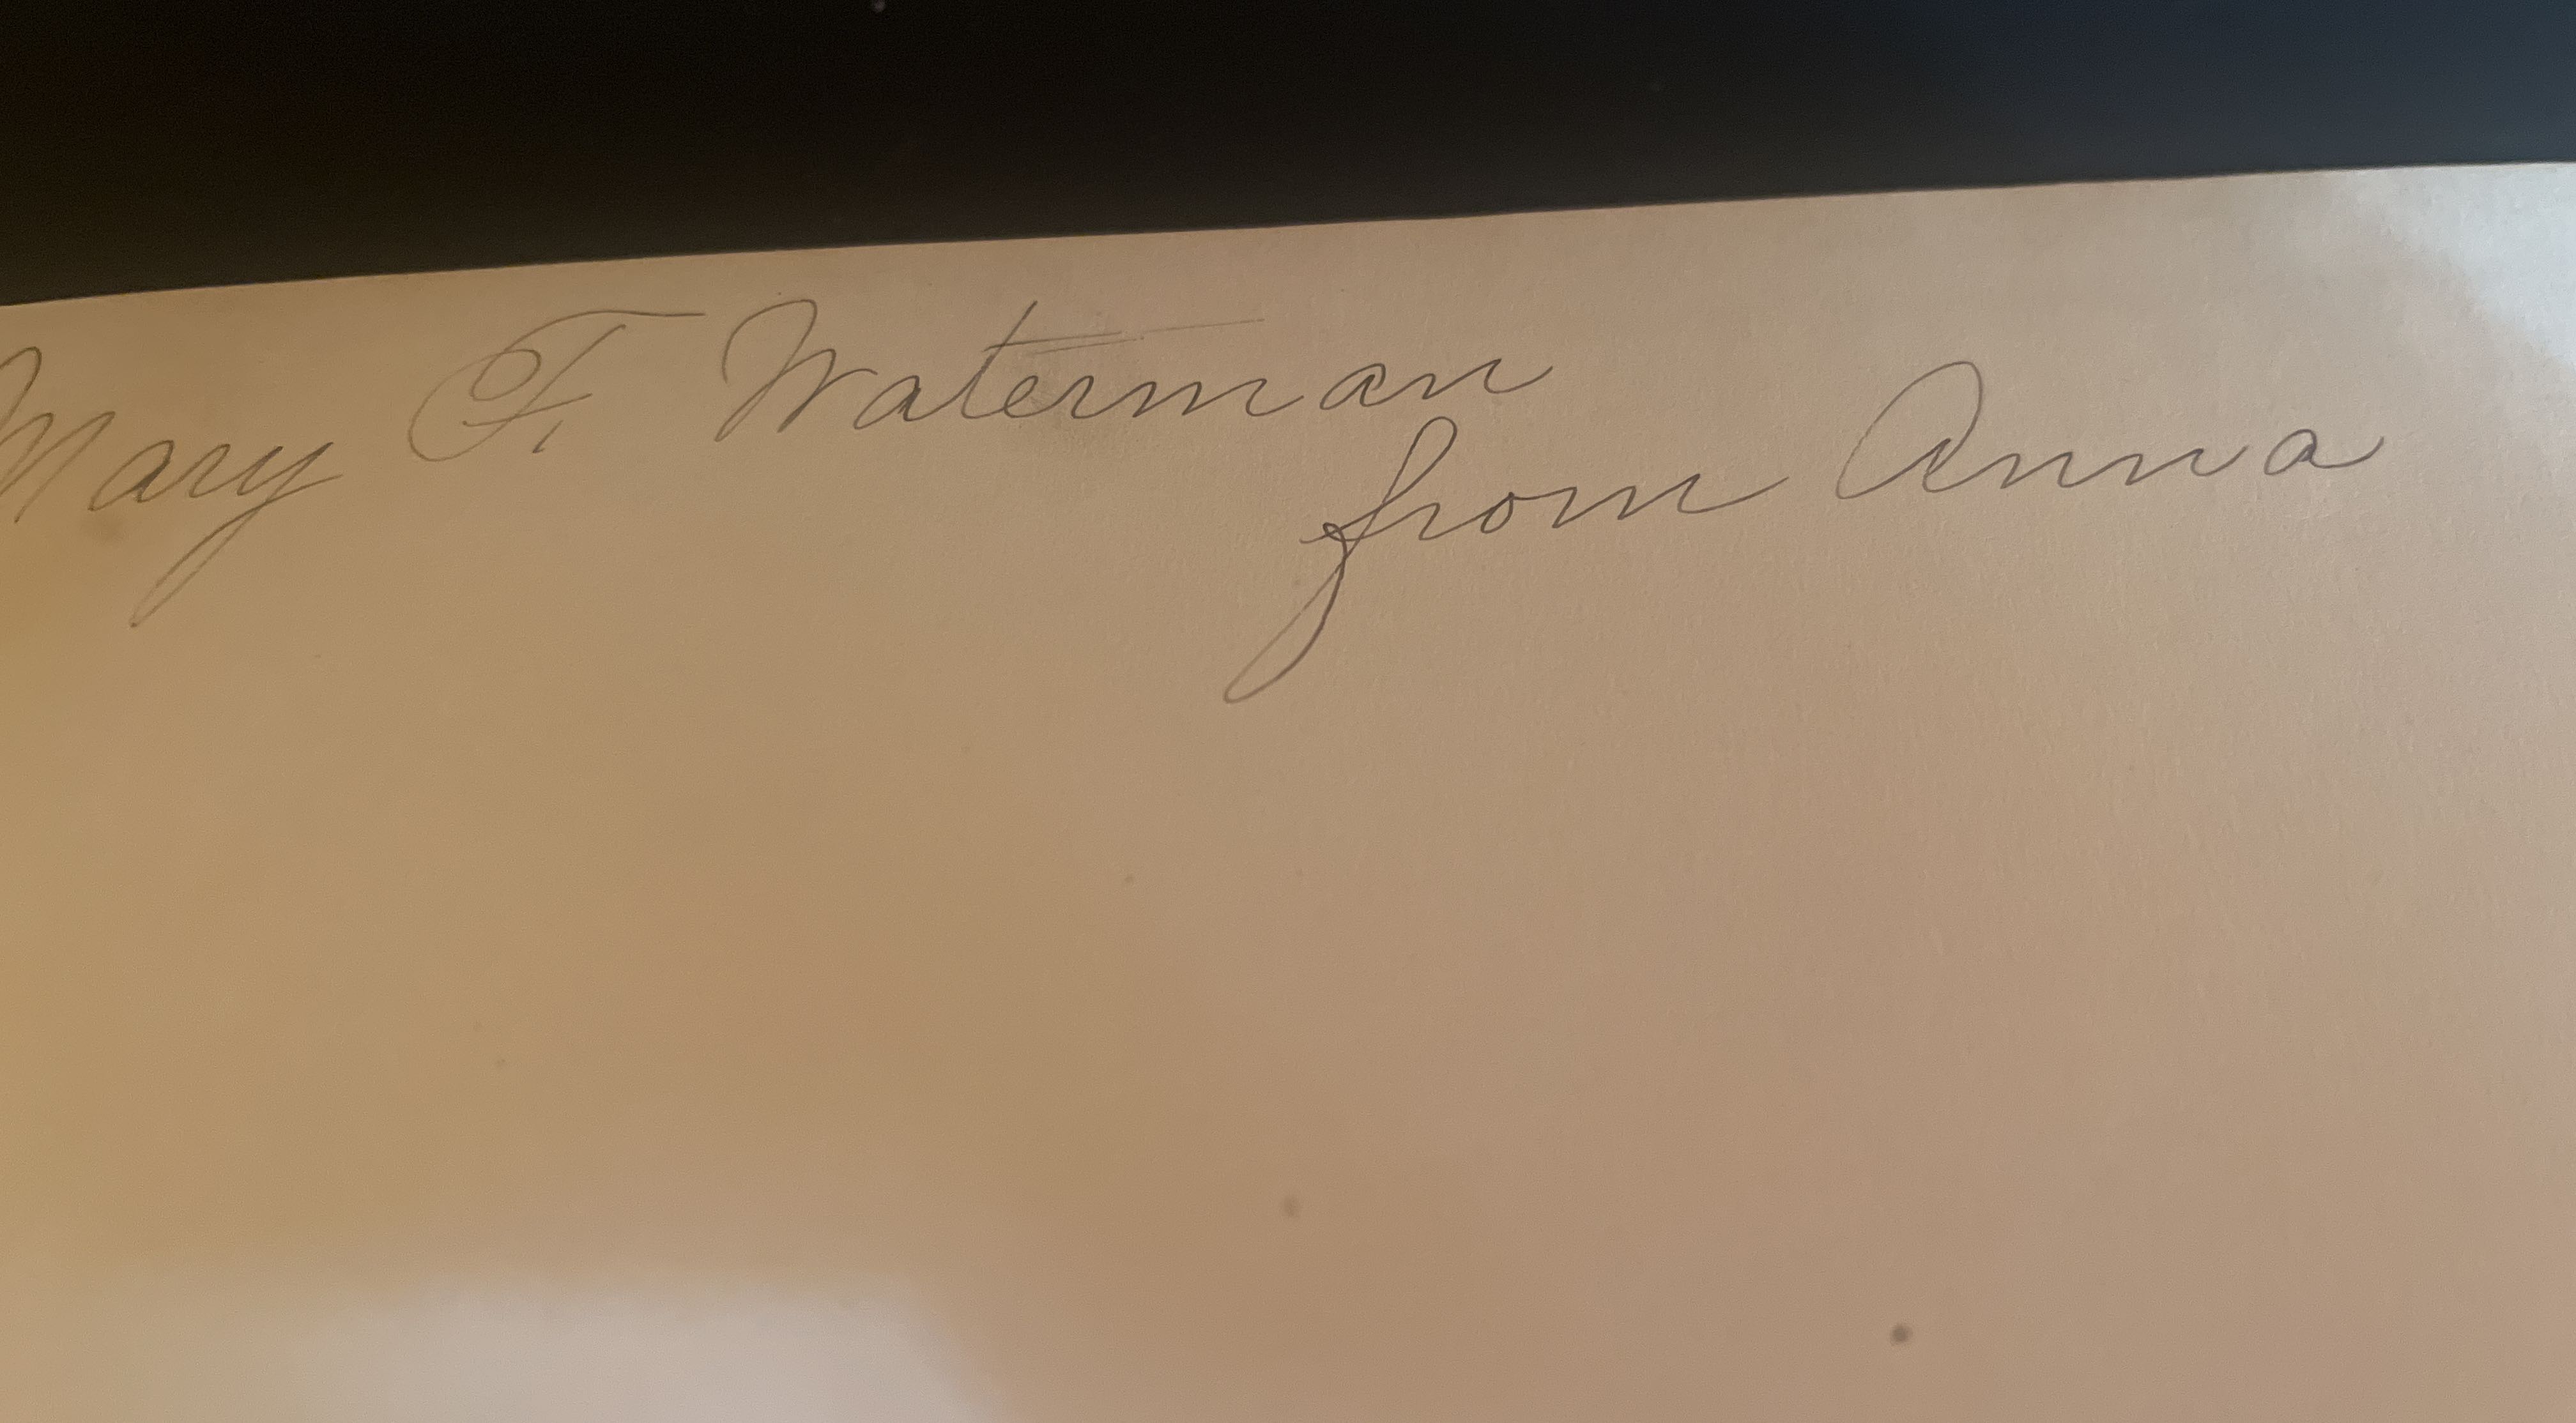 Mary F. Waterman
from Anna